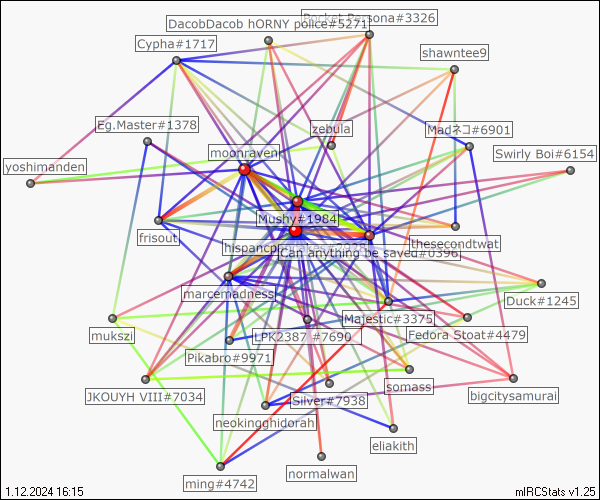 DacobDacob hORNY police#5271
Rocket Persona#3326
Cypha#1717
shawntee9
Eg.Master#1378
zebula
Madネコ#6901
moonraven
Swirly Boi#6154
yoshimanden
Mushy#1984
frisout
thesecondtwat
Can anything be saved#0396
marcemadness
Duck#1245
Majestic#3375
mukszi
LPK2387 #7690
Fedora Stoat#4479
Pikabro#9971
somass
bigcitysamurai
JKOUYH VIII#7034
Silver#7938
neokingghidorah
eliakith
normalwan
ming#4742
1.12.2024 16:15
mIRCStats v1.25